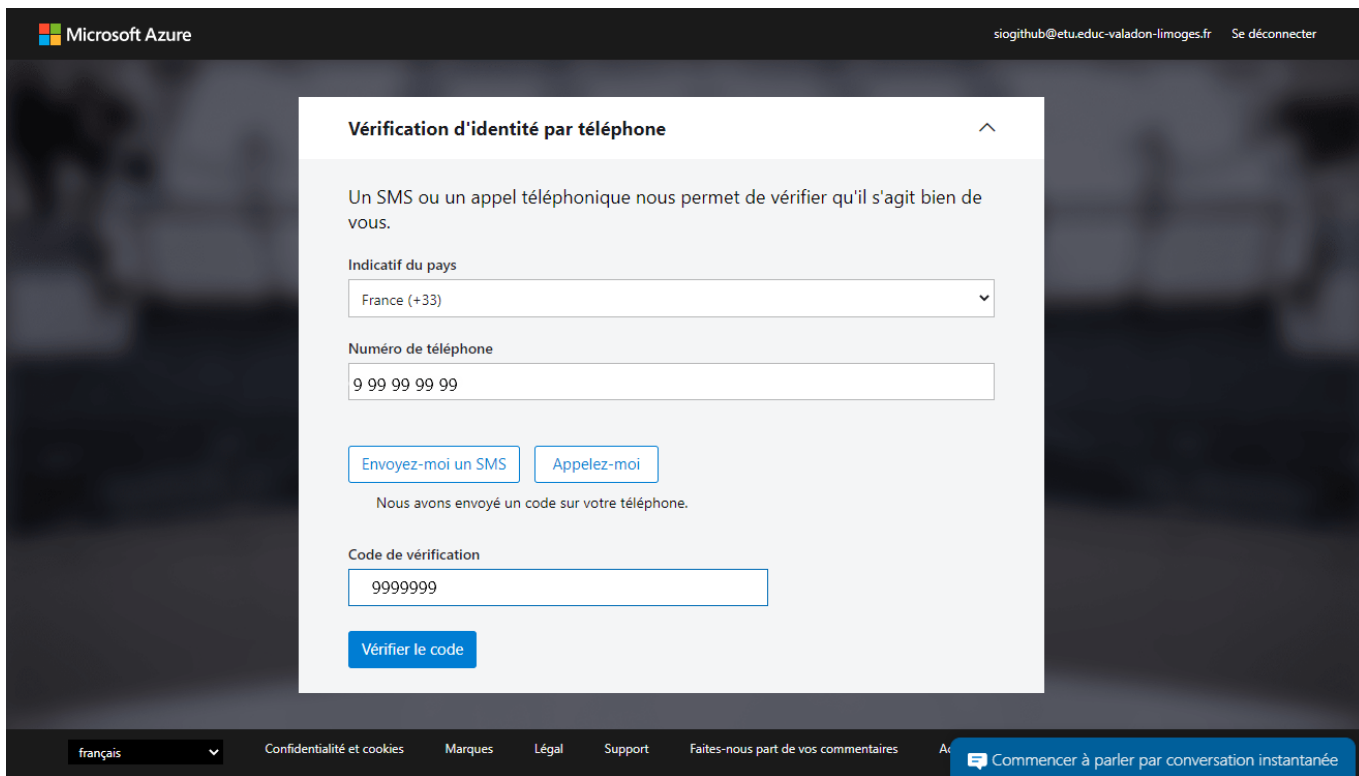 Microsoft Azure
siogithub@etu.educ-valadon-limoges.fr Se déconnecter
Vérification d'identité par téléphone
Un SMS ou un appel téléphonique nous permet de vérifier qu'il s'agit bien de
vous.
Indicatif du pays
France (+33)
Numéro de téléphone
9 99 99 99 99
Envoyez-moi un SMS Appelez-moi
Nous avons envoyé un code sur votre téléphone.
Code de vérification
9999999
Vérifier le code
français Confidentialité et cookies Marques Légal Support Faites-nous part de vos commentaires
Commencer à parler par conversation instantanée